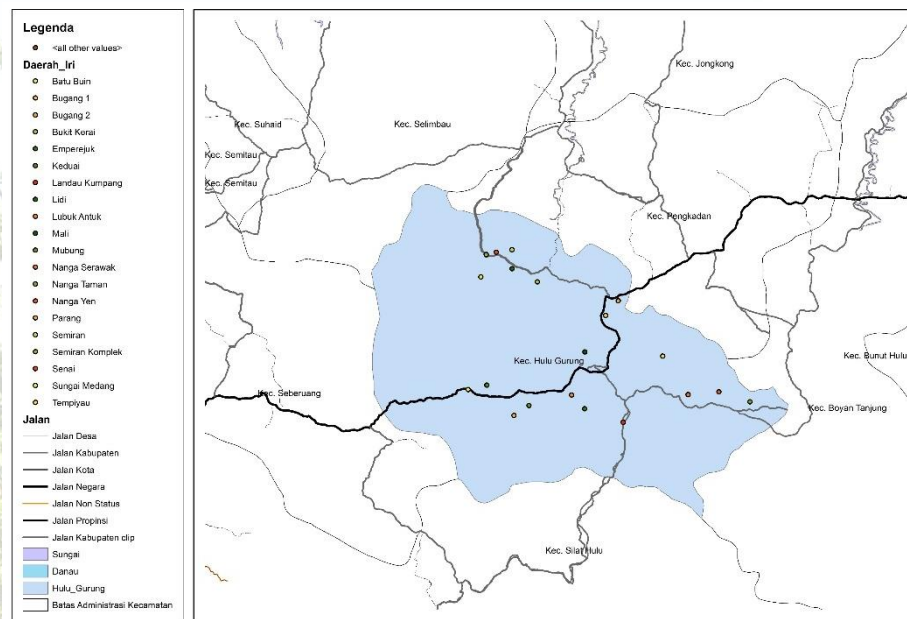 Legenda
<all other values>
Daerah_Iri
Batu Buin
Bugang 1
Bugang 2
Bukit Kerai
Emperejuk
Keduai
Landau Kumpang
Lidi
Lubuk Antuk
Mali
Mubung
Nanga Serawak
Nanga Taman
Nanga Yen
Parang
Semiran
Semiran Komplek
Senai
Sungai Medang
Tempiyau
Jalan
Jalan Desa
Jalan Kabupaten
Jalan Kota
Jalan Negara
Jalan Non Status
Jalan Propinsi
Jalan Kabupaten clip
Sungai
Danau
Hulu_Gurung
Batas Administrasi Kecamatan
Kec. Jongkong
Kec. Suhaid
Kec. Selimbau
Kec. Semitau
Kec. Semitau
Kec. Pengkadan
Kec. Hulu Gurung
Kec. Bunut Hulu
Kec. Seberuang
Kec. Boyan Tanjung
Kec. Silat Hulu